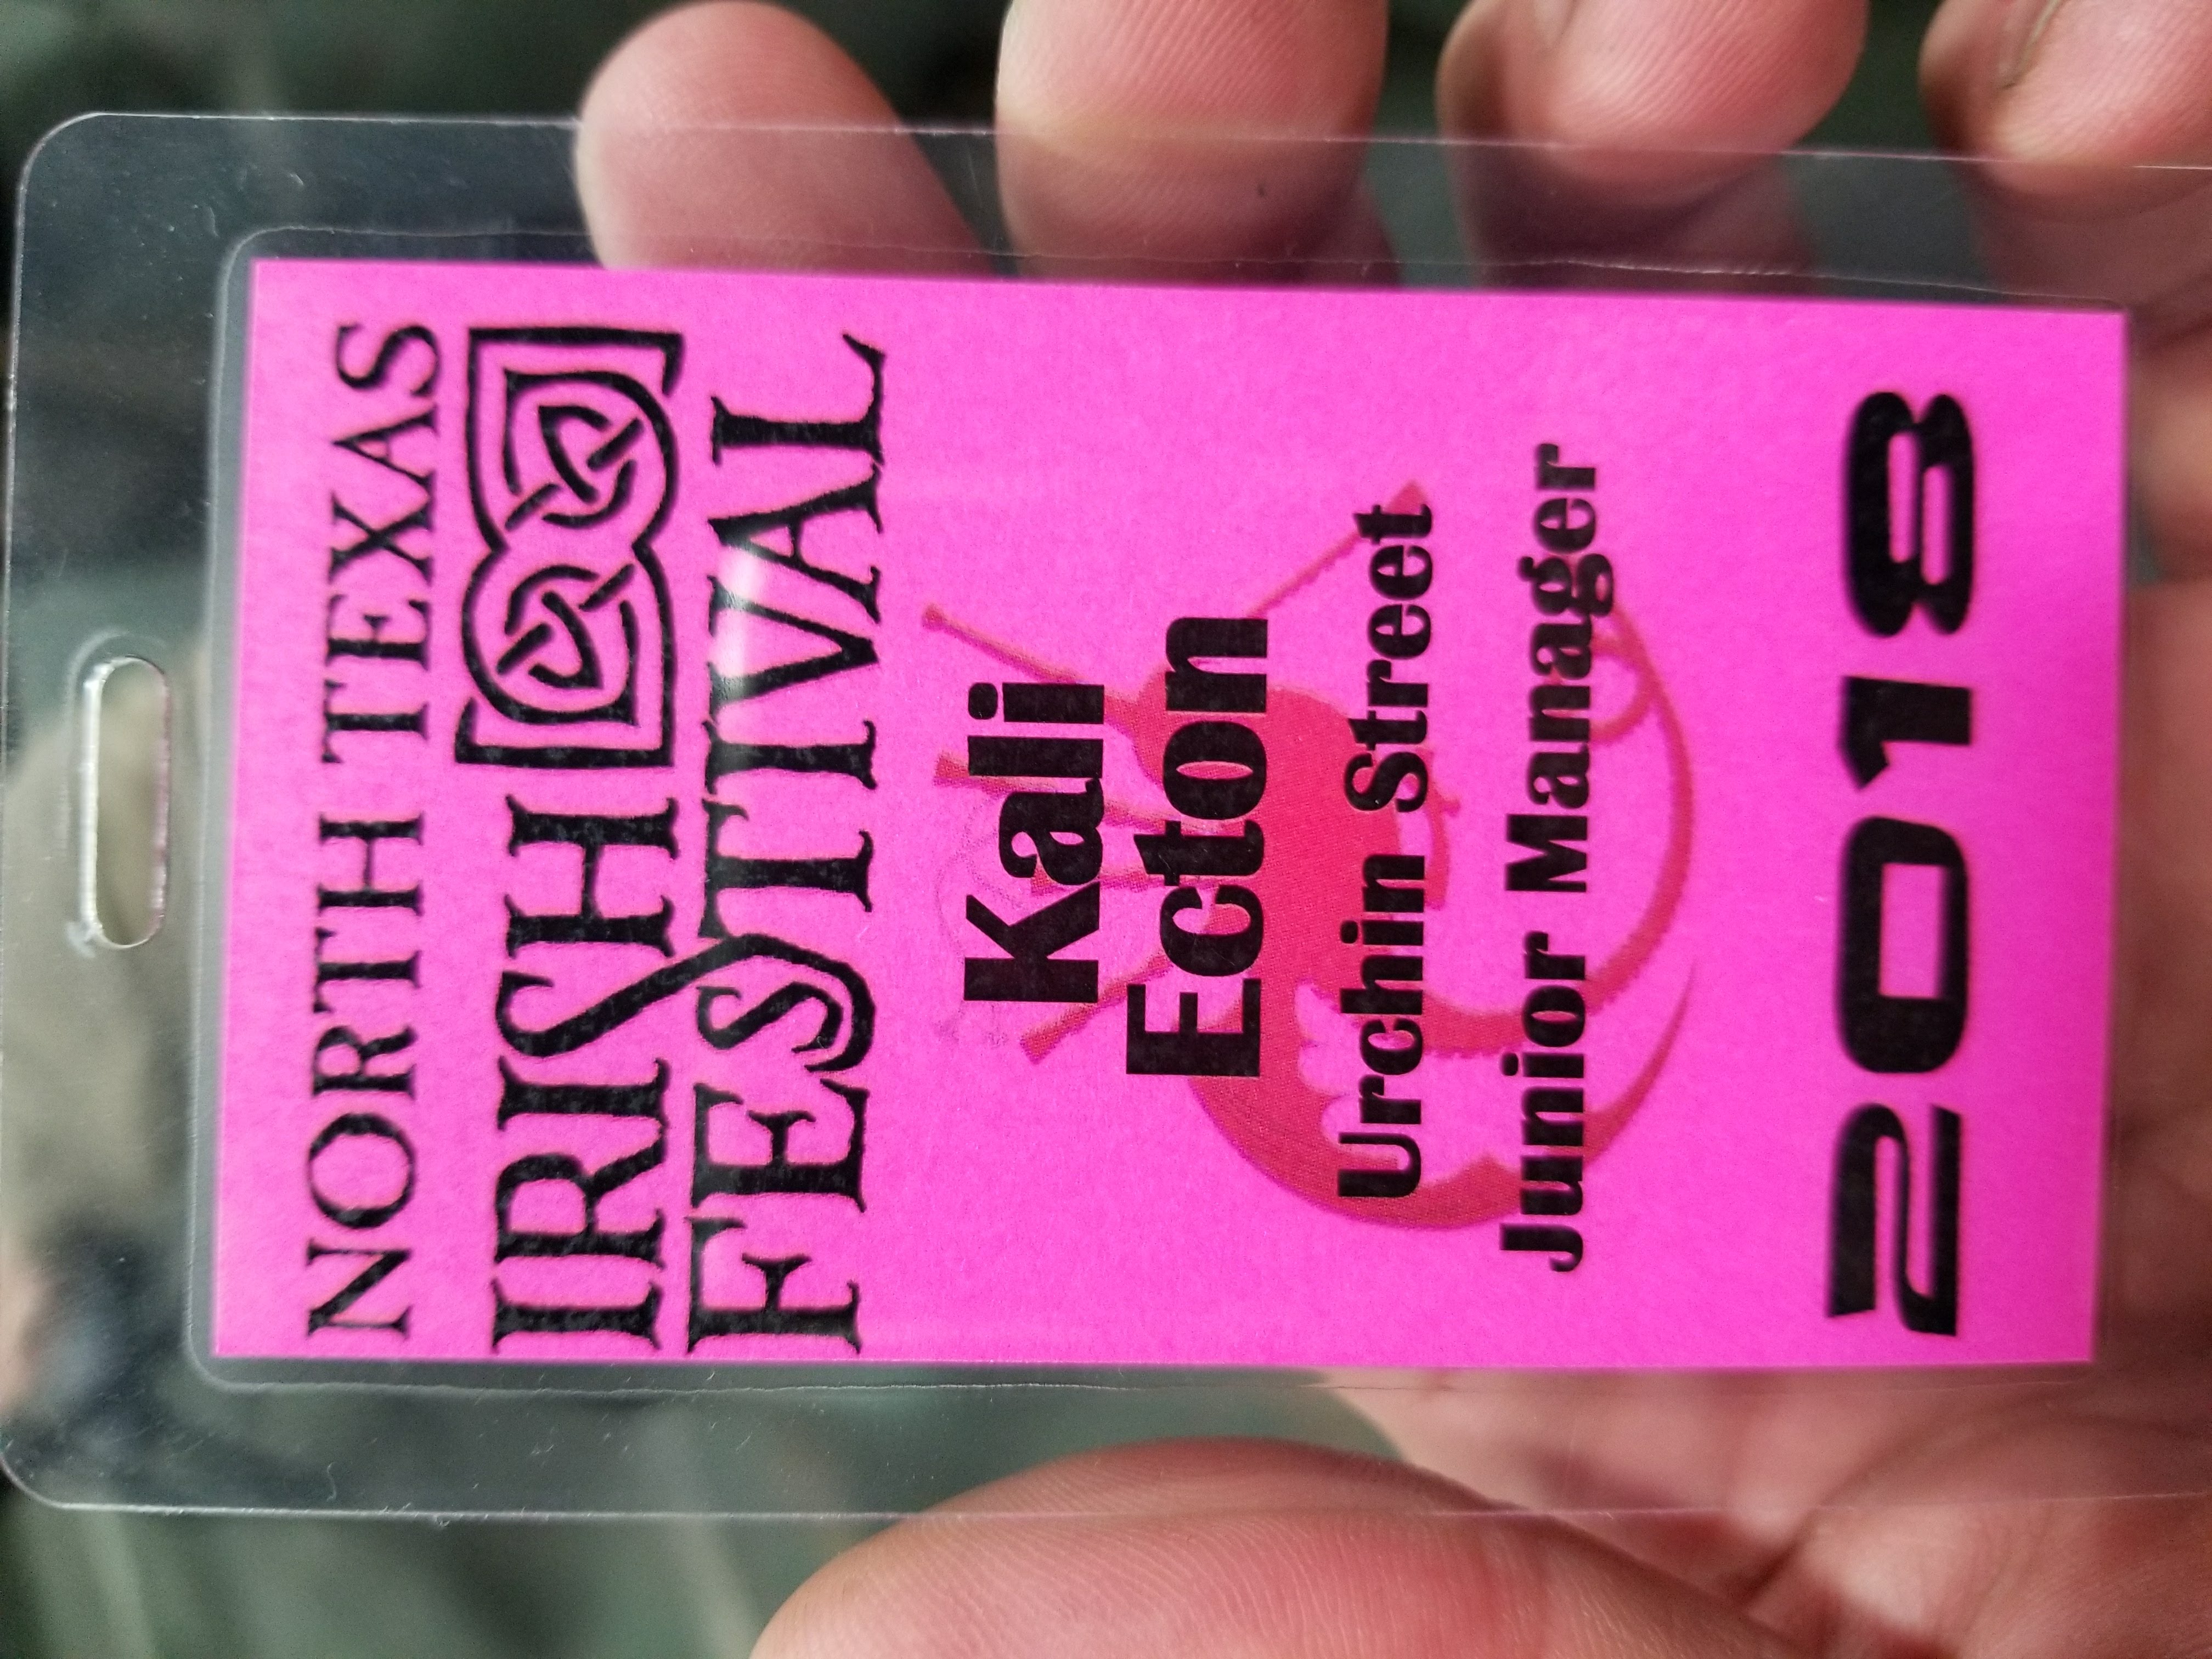 NORTH TEXAS
IRISH
FESTIVAL
Kali
Ecton
Urchin Street
Junior Manager
2018